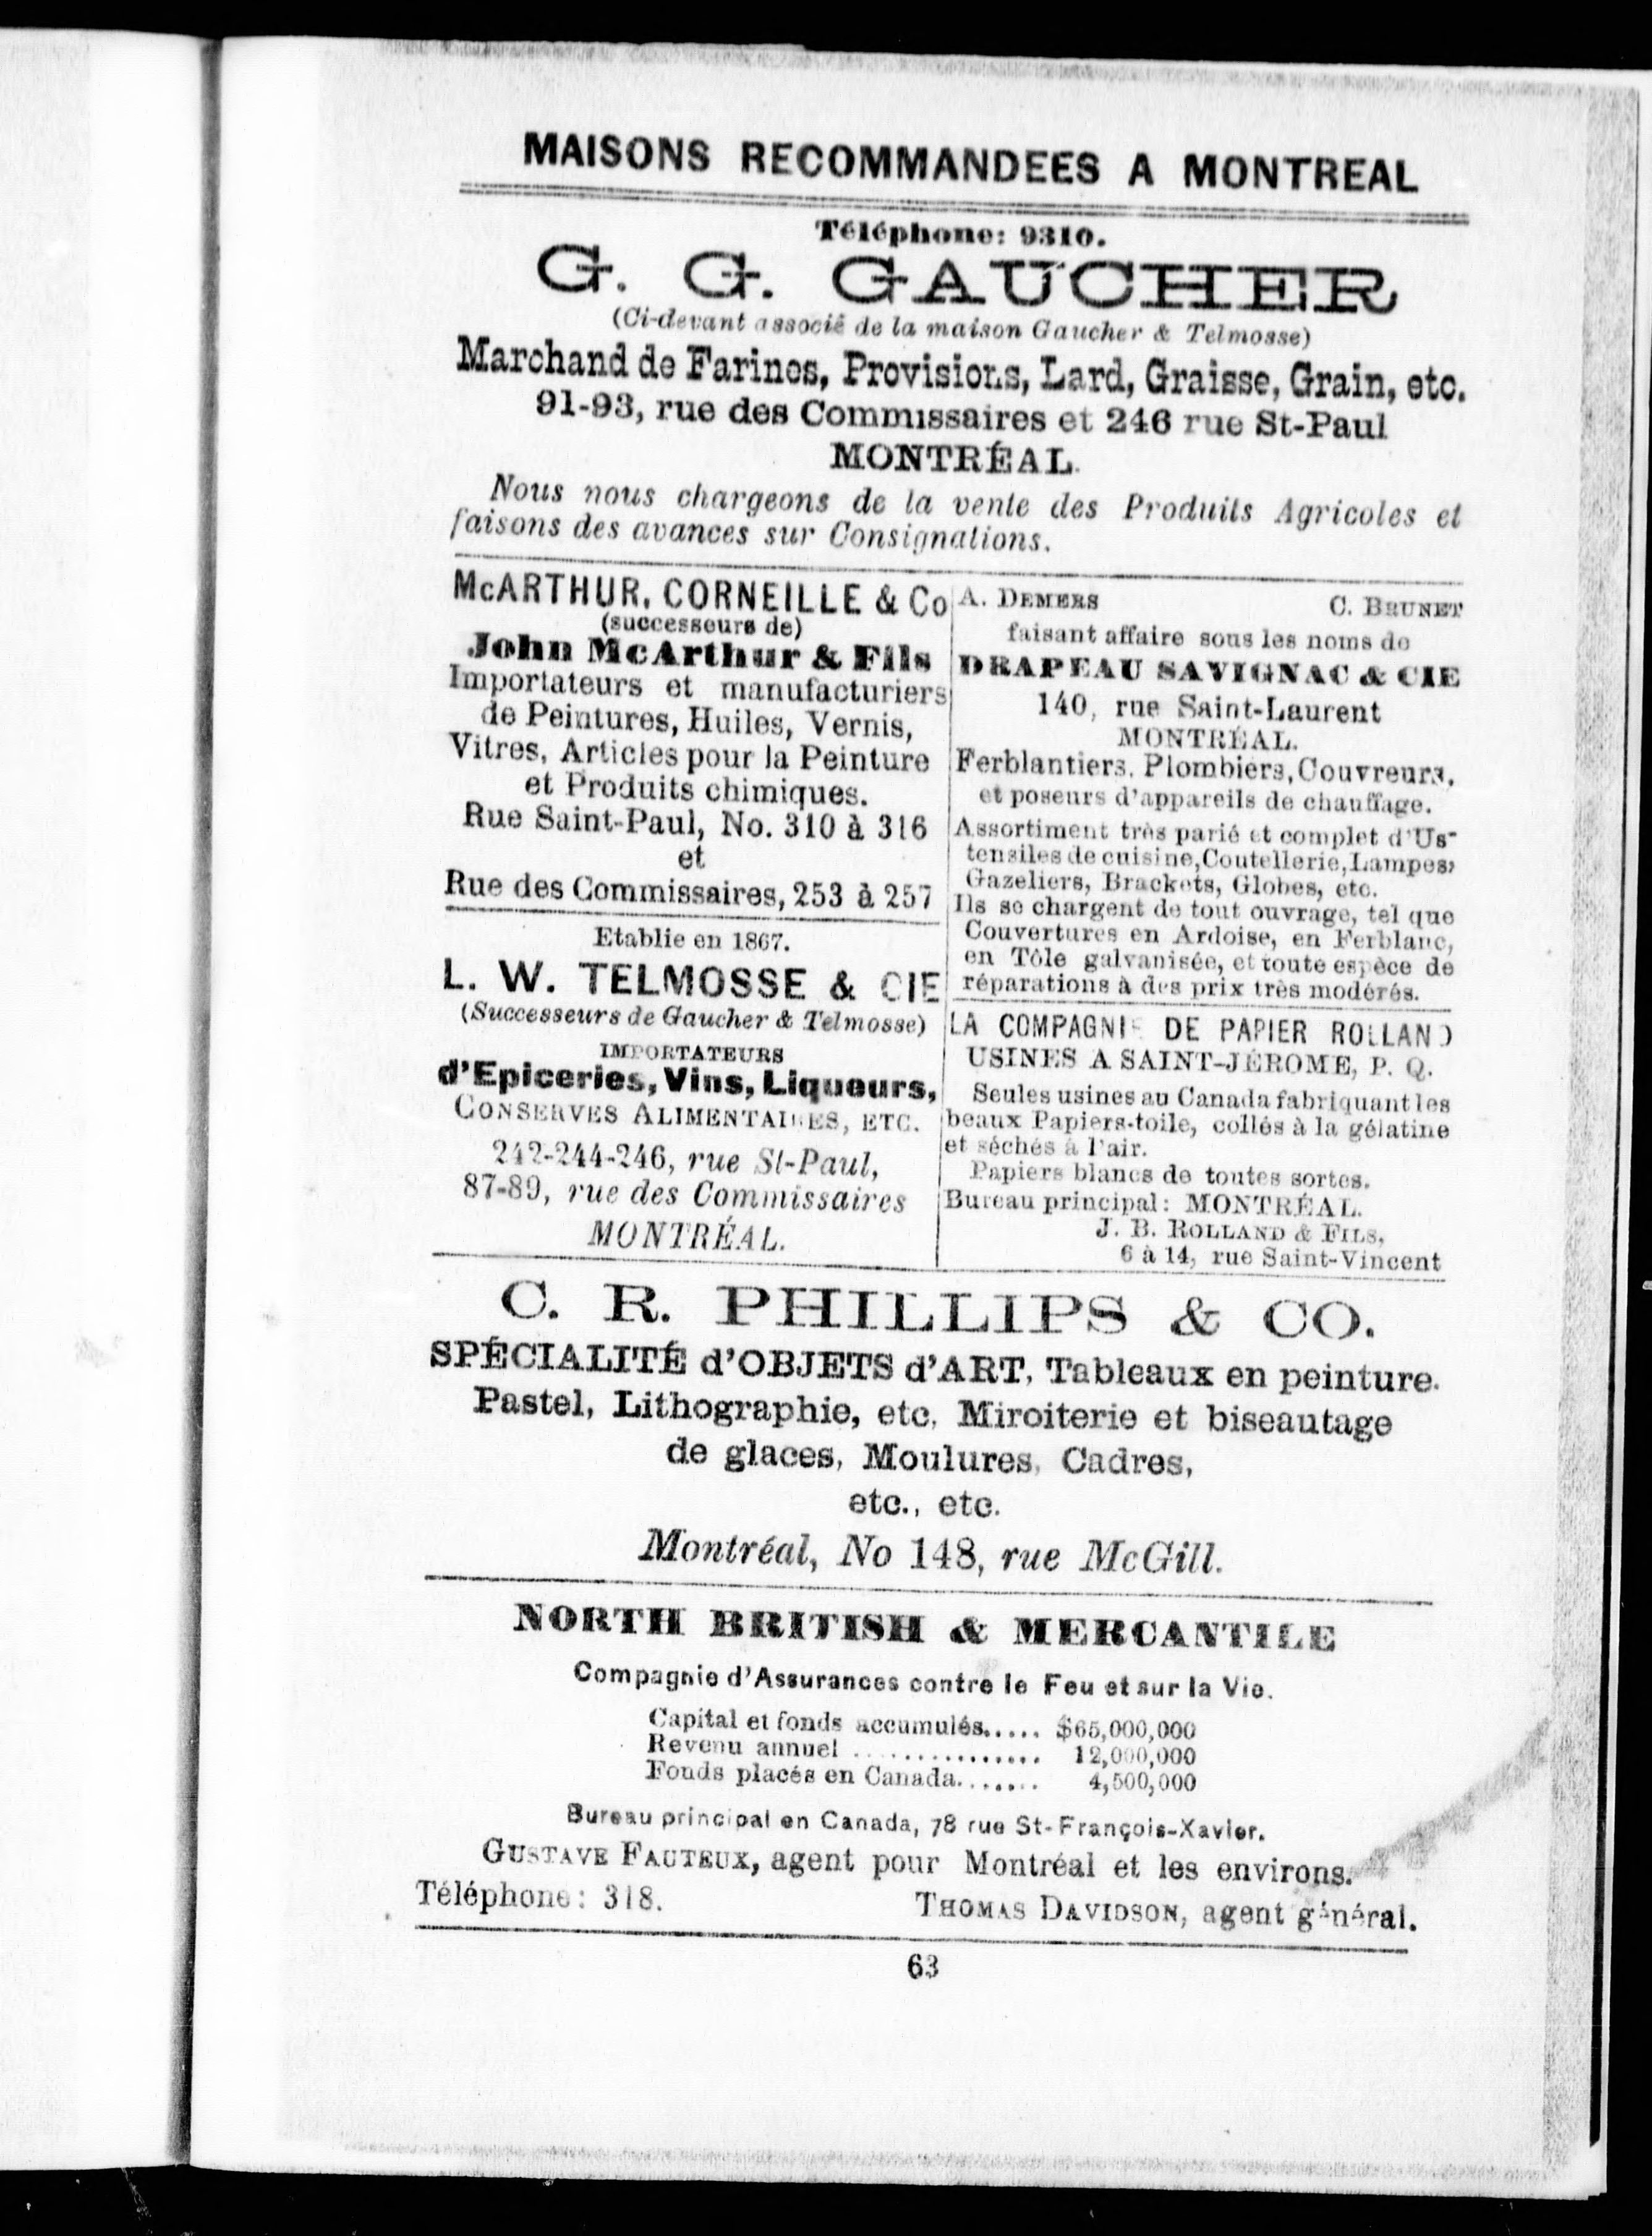 MAISONS RECOMMANDEES A MONTREAL
Téléphone: 9310.
G. G. GAUCHER
(Ci-devant associé de la maison Gaucher & Telmosse)
Marchand de Farines, Provisions, Lard, Graisse, Grain, etc.
91-93, rue des Commissaires et 246 rue St-Paul
MONTRÉAL.
Nous nous chargeons de la vente des Produits Agricoles et
faisons des avances sur Consignations.
McARTHUR, CORNEILLE & Co
(successeurs de)
John McArthur & Fils
Importateurs et manufacturiers
de Peintures, Huiles, Vernis,
Vitres, Articles pour la Peinture
et Produits chimiques.
Rue Saint-Paul, No. 310 à 316
et
Rue des Commissaires, 253 à 257
Etablie en 1867.
L. W. TELMOSSE & CIE
(Successeurs de Gaucher & Telmosse)
IMPORTATEURS
d'Epiceries, Vins, Liqueurs,
CONSERVES ALIMENTAIRES, ETC.
242-244-246, rue St-Paul,
87-89, rue des Commissaires
MONTRÉAL.
A. DEMERS C. BRUNET
faisant affaire sous les noms de
DRAPEAU SAVIGNAC & CIE
140, rue Saint-Laurent
MONTRÉAL.
Ferblantiers, Plombiers, Couvreurs,
et poseurs d'appareils de chauffage.
Assortiment très parié et complet d'Us-
tensiles de cuisine, Coutellerie, Lampes,
Gazeliers, Brackets, Globes, etc.
Ils se chargent de tout ouvrage, tel que
Couvertures en Ardoise, en Ferblanc,
en Tôle galvanisée, et toute espèce de
réparations à des prix très modérés.
LA COMPAGNIE DE PAPIER ROLLAND
USINES A SAINT-JÉROME, P. Q.
Seules usines au Canada fabriquant les
beaux Papiers-toile, collés à la gélatine
et séchés à l'air.
Papiers blancs de toutes sortes.
Bureau principal: MONTRÉAL.
J. B. ROLLAND & FILS,
6 à 14, rue Saint-Vincent
C. R. PHILLIPS & CO.
SPÉCIALITÉ d'OBJETS d'ART, Tableaux en peinture.
Pastel, Lithographie, etc, Miroiterie et biseautage
de glaces, Moulures, Cadres,
etc., etc.
Montréal, No 148, rue McGill.
NORTH BRITISH & MERCANTILE
Compagnie d'Assurances contre le Feu et sur la Vie.
Capital et fonds accumulés..... $65,000,000
Revenu annuel ............... 12,000,000
Fonds placés en Canada....... 4,500,000
Bureau principal en Canada, 78 rue St-François-Xavier.
GUSTAVE FAUTEUX, agent pour Montréal et les environs.
Téléphone: 318. THOMAS DAVIDSON, agent général.
63